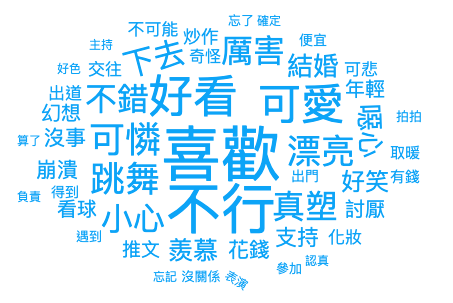 忘了 確定
不可能 炒作
便宜
主持
奇怪
厲害
下去
結婚 可悲
好色 交往
年輕
出道 不錯 好看 可愛
幻想
噁心 拍拍
算了 沒事 可憐 喜歡 漂亮 取暖
崩潰 跳舞 出門 好笑 有錢
負責 得到
看球 小心 不行 真塑 討厭
遇到
支持 化妝
推文 羨慕 花錢
認真
參加
忘記 沒關係 表演